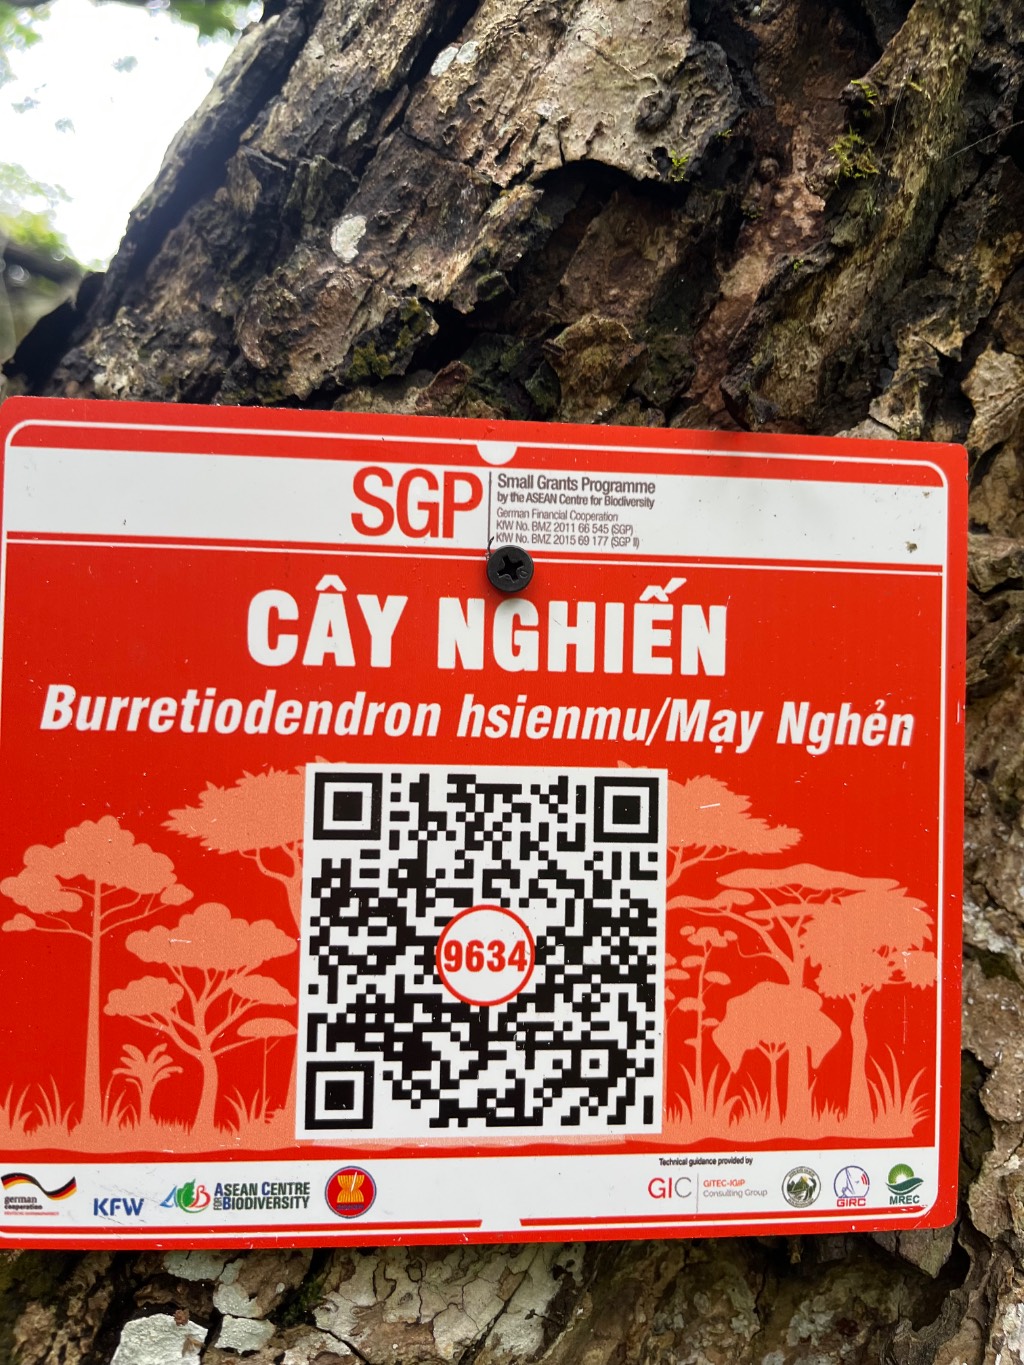 SGP
Small Grants Programme
by the ASEAN Centre for Biodiversity
German Financial Cooperation
KfW No. BMZ 2011 66 545 (SGP)
KfW No. BMZ 2015 69 177 (SGP II)
CÂY NGHIẾN
Burretiodendron hsienmu/Mạy Nghẻn
9634
german
cooperation
KFW
ASEAN CENTRE
FOR BIODIVERSITY
Technical guidance provided by
GIC
GITEC-IGIP
Consulting Group
GIRC
MREC